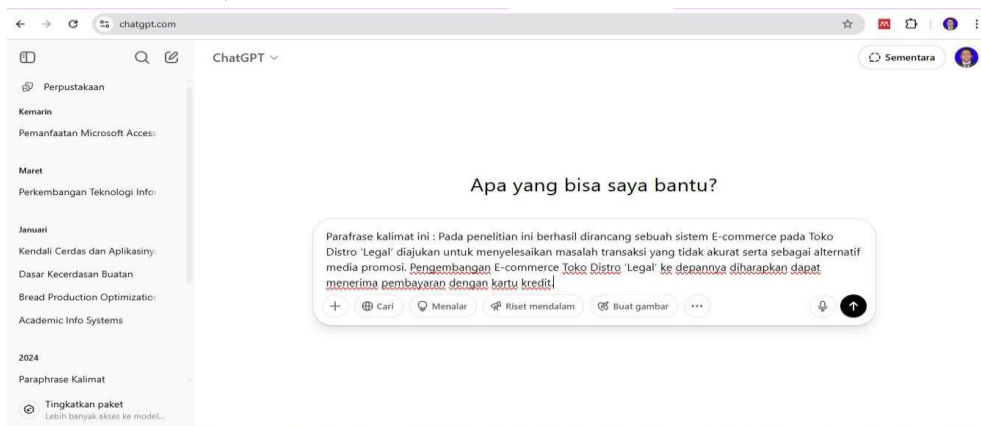 chatgpt.com
ChatGPT
Sementara
Perpustakaan
Kemarin
Pemanfaatan Microsoft Access
Maret
Perkembangan Teknologi Infor
Januari
Kendali Cerdas dan Aplikasiny
Dasar Kecerdasan Buatan
Bread Production Optimization
Academic Info Systems
2024
Paraphrase Kalimat
Tingkatkan paket
Lebih banyak akses ke model...
Apa yang bisa saya bantu?
Parafrase kalimat ini : Pada penelitian ini berhasil dirancang sebuah sistem E-commerce pada Toko
Distro 'Legal' diajukan untuk menyelesaikan masalah transaksi yang tidak akurat serta sebagai alternatif
media promosi. Pengembangan E-commerce Toko Distro 'Legal' ke depannya diharapkan dapat
menerima pembayaran dengan kartu kredit.
Cari
Menalar
Riset mendalam
Buat gambar